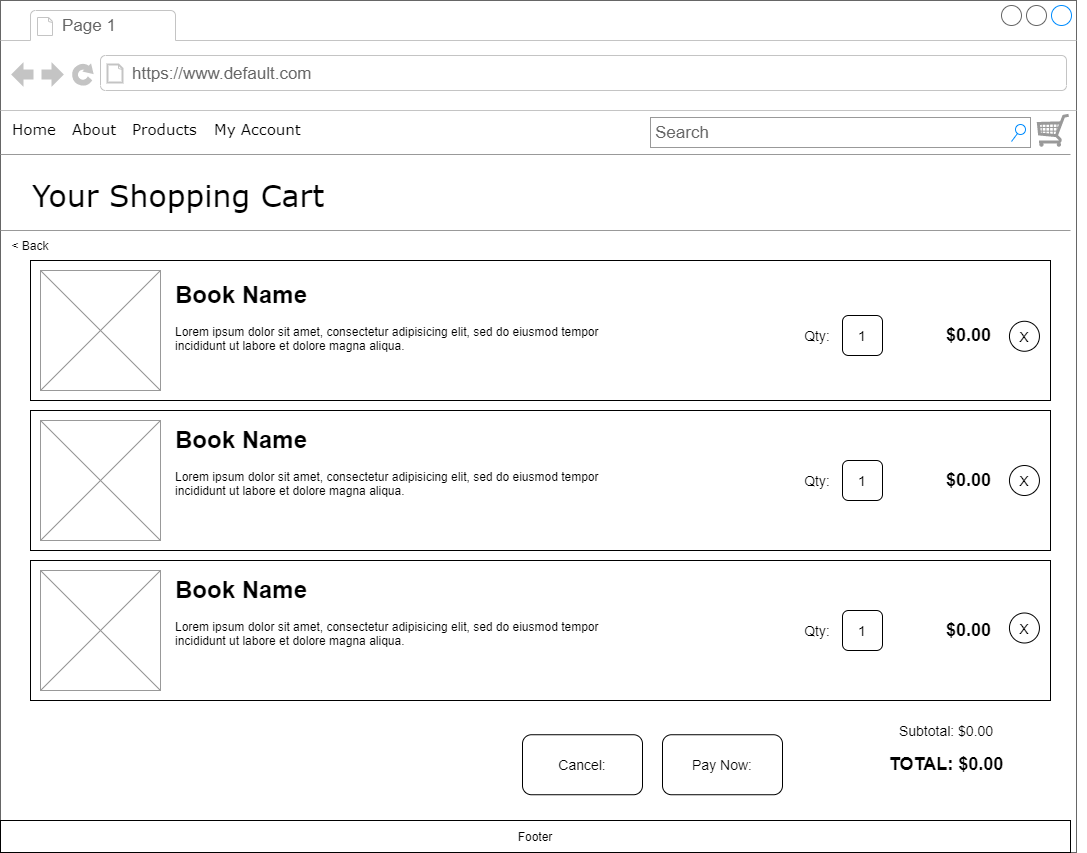 Page 1
https://www.default.com
Home About Products My Account Search
Your Shopping Cart
< Back
Book Name
Lorem ipsum dolor sit amet, consectetur adipisicing elit, sed do eiusmod tempor
incididunt ut labore et dolore magna aliqua.
Qty: 1 $0.00 X
Book Name
Lorem ipsum dolor sit amet, consectetur adipisicing elit, sed do eiusmod tempor
incididunt ut labore et dolore magna aliqua.
Qty: 1 $0.00 X
Book Name
Lorem ipsum dolor sit amet, consectetur adipisicing elit, sed do eiusmod tempor
incididunt ut labore et dolore magna aliqua.
Qty: 1 $0.00 X
Subtotal: $0.00
Cancel: Pay Now: TOTAL: $0.00
Footer